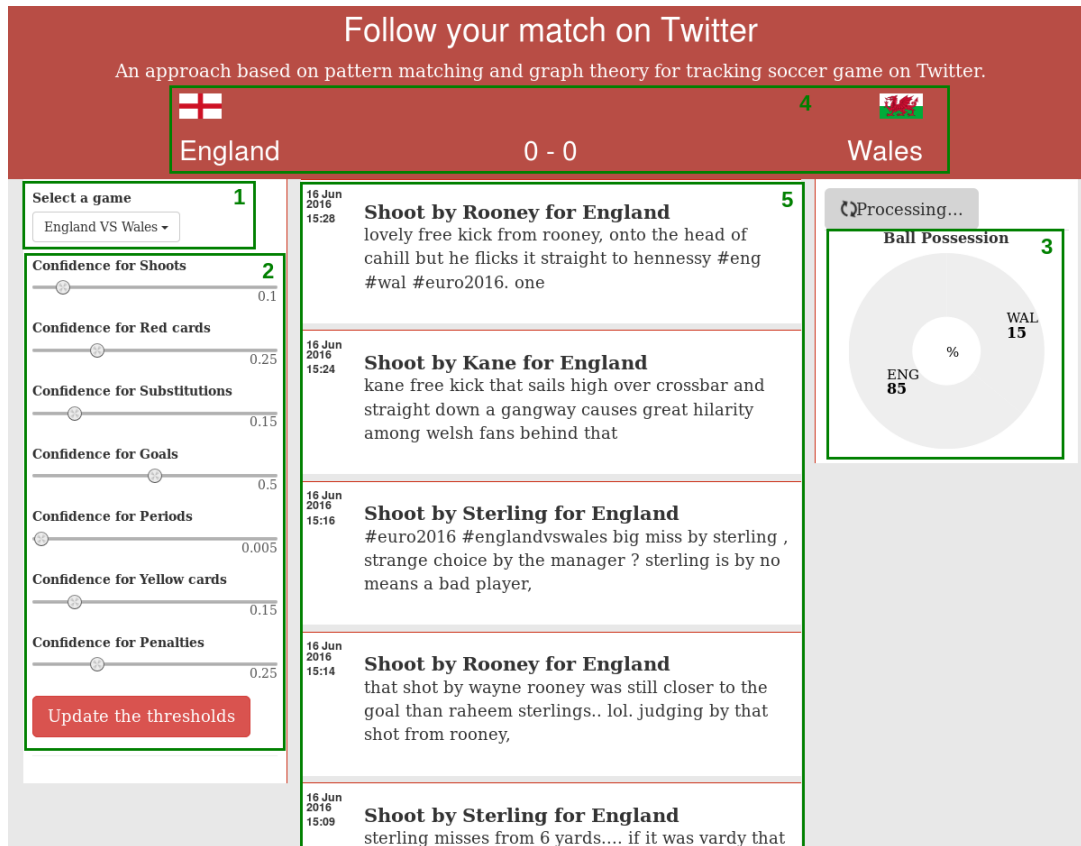 Follow your match on Twitter
An approach based on pattern matching and graph theory for tracking soccer game on Twitter.
4
England
0 - 0
Wales
Select a game
1
England VS Wales
2
Confidence for Shoots
0.1
Confidence for Red cards
0.25
Confidence for Substitutions
0.15
Confidence for Goals
0.5
Confidence for Periods
0.005
Confidence for Yellow cards
0.15
Confidence for Penalties
0.25
Update the thresholds
5
16 Jun
2016
15:28
Shoot by Rooney for England
lovely free kick from rooney, onto the head of
cahill but he flicks it straight to hennessy #eng
#wal #euro2016. one
16 Jun
2016
15:24
Shoot by Kane for England
kane free kick that sails high over crossbar and
straight down a gangway causes great hilarity
among welsh fans behind that
16 Jun
2016
15:16
Shoot by Sterling for England
#euro2016 #englandvswales big miss by sterling ,
strange choice by the manager ? sterling is by no
means a bad player,
16 Jun
2016
15:14
Shoot by Rooney for England
that shot by wayne rooney was still closer to the
goal than raheem sterlings.. lol. judging by that
shot from rooney,
16 Jun
2016
15:09
Shoot by Sterling for England
sterling misses from 6 yards.... if it was vardy that
Processing...
Ball Possession
3
WAL
15
%
ENG
85